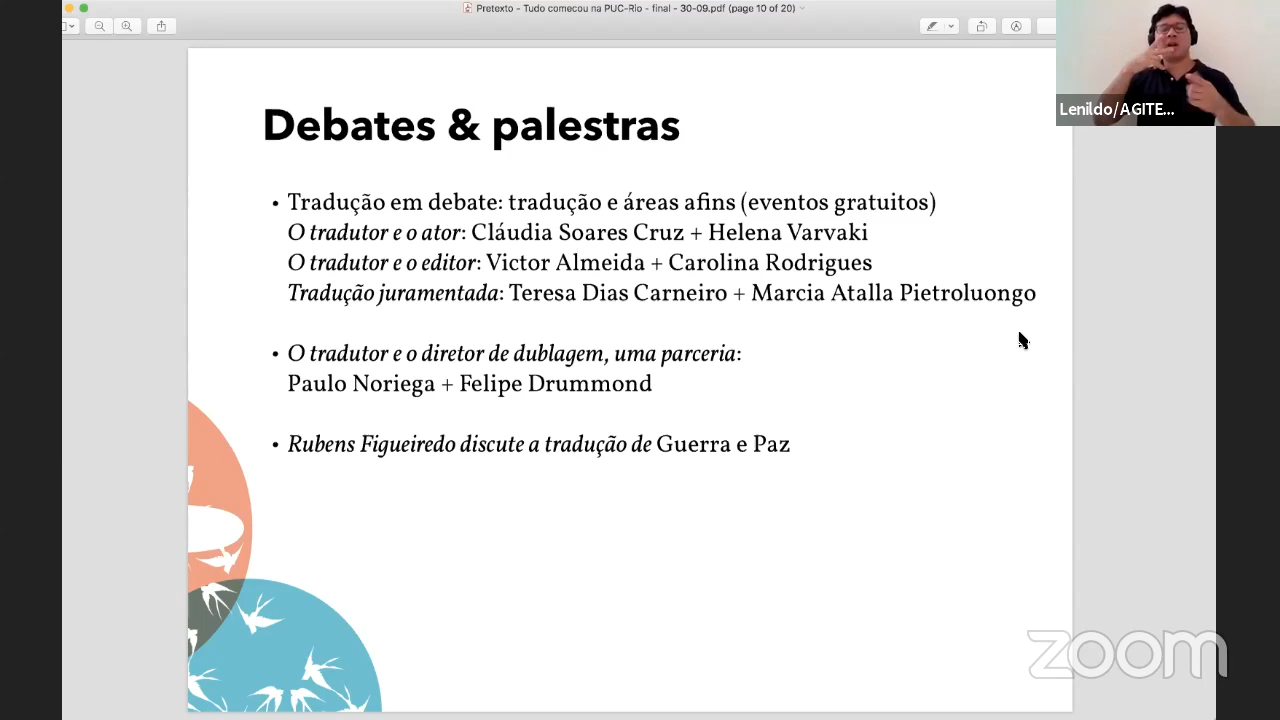 Pretexto - Tudo comecou na PUC-Rio - final - 30-09.pdf (page 10 of 20)
Lenildo/AGITE...
Debates & palestras
• Tradução em debate: tradução e áreas afins (eventos gratuitos)
O tradutor e o ator: Cláudia Soares Cruz + Helena Varvaki
O tradutor e o editor: Victor Almeida + Carolina Rodrigues
Tradução juramentada: Teresa Dias Carneiro + Marcia Atalla Pietroluongo
• O tradutor e o diretor de dublagem, uma parceria:
Paulo Noriega + Felipe Drummond
• Rubens Figueiredo discute a tradução de Guerra e Paz
zoom